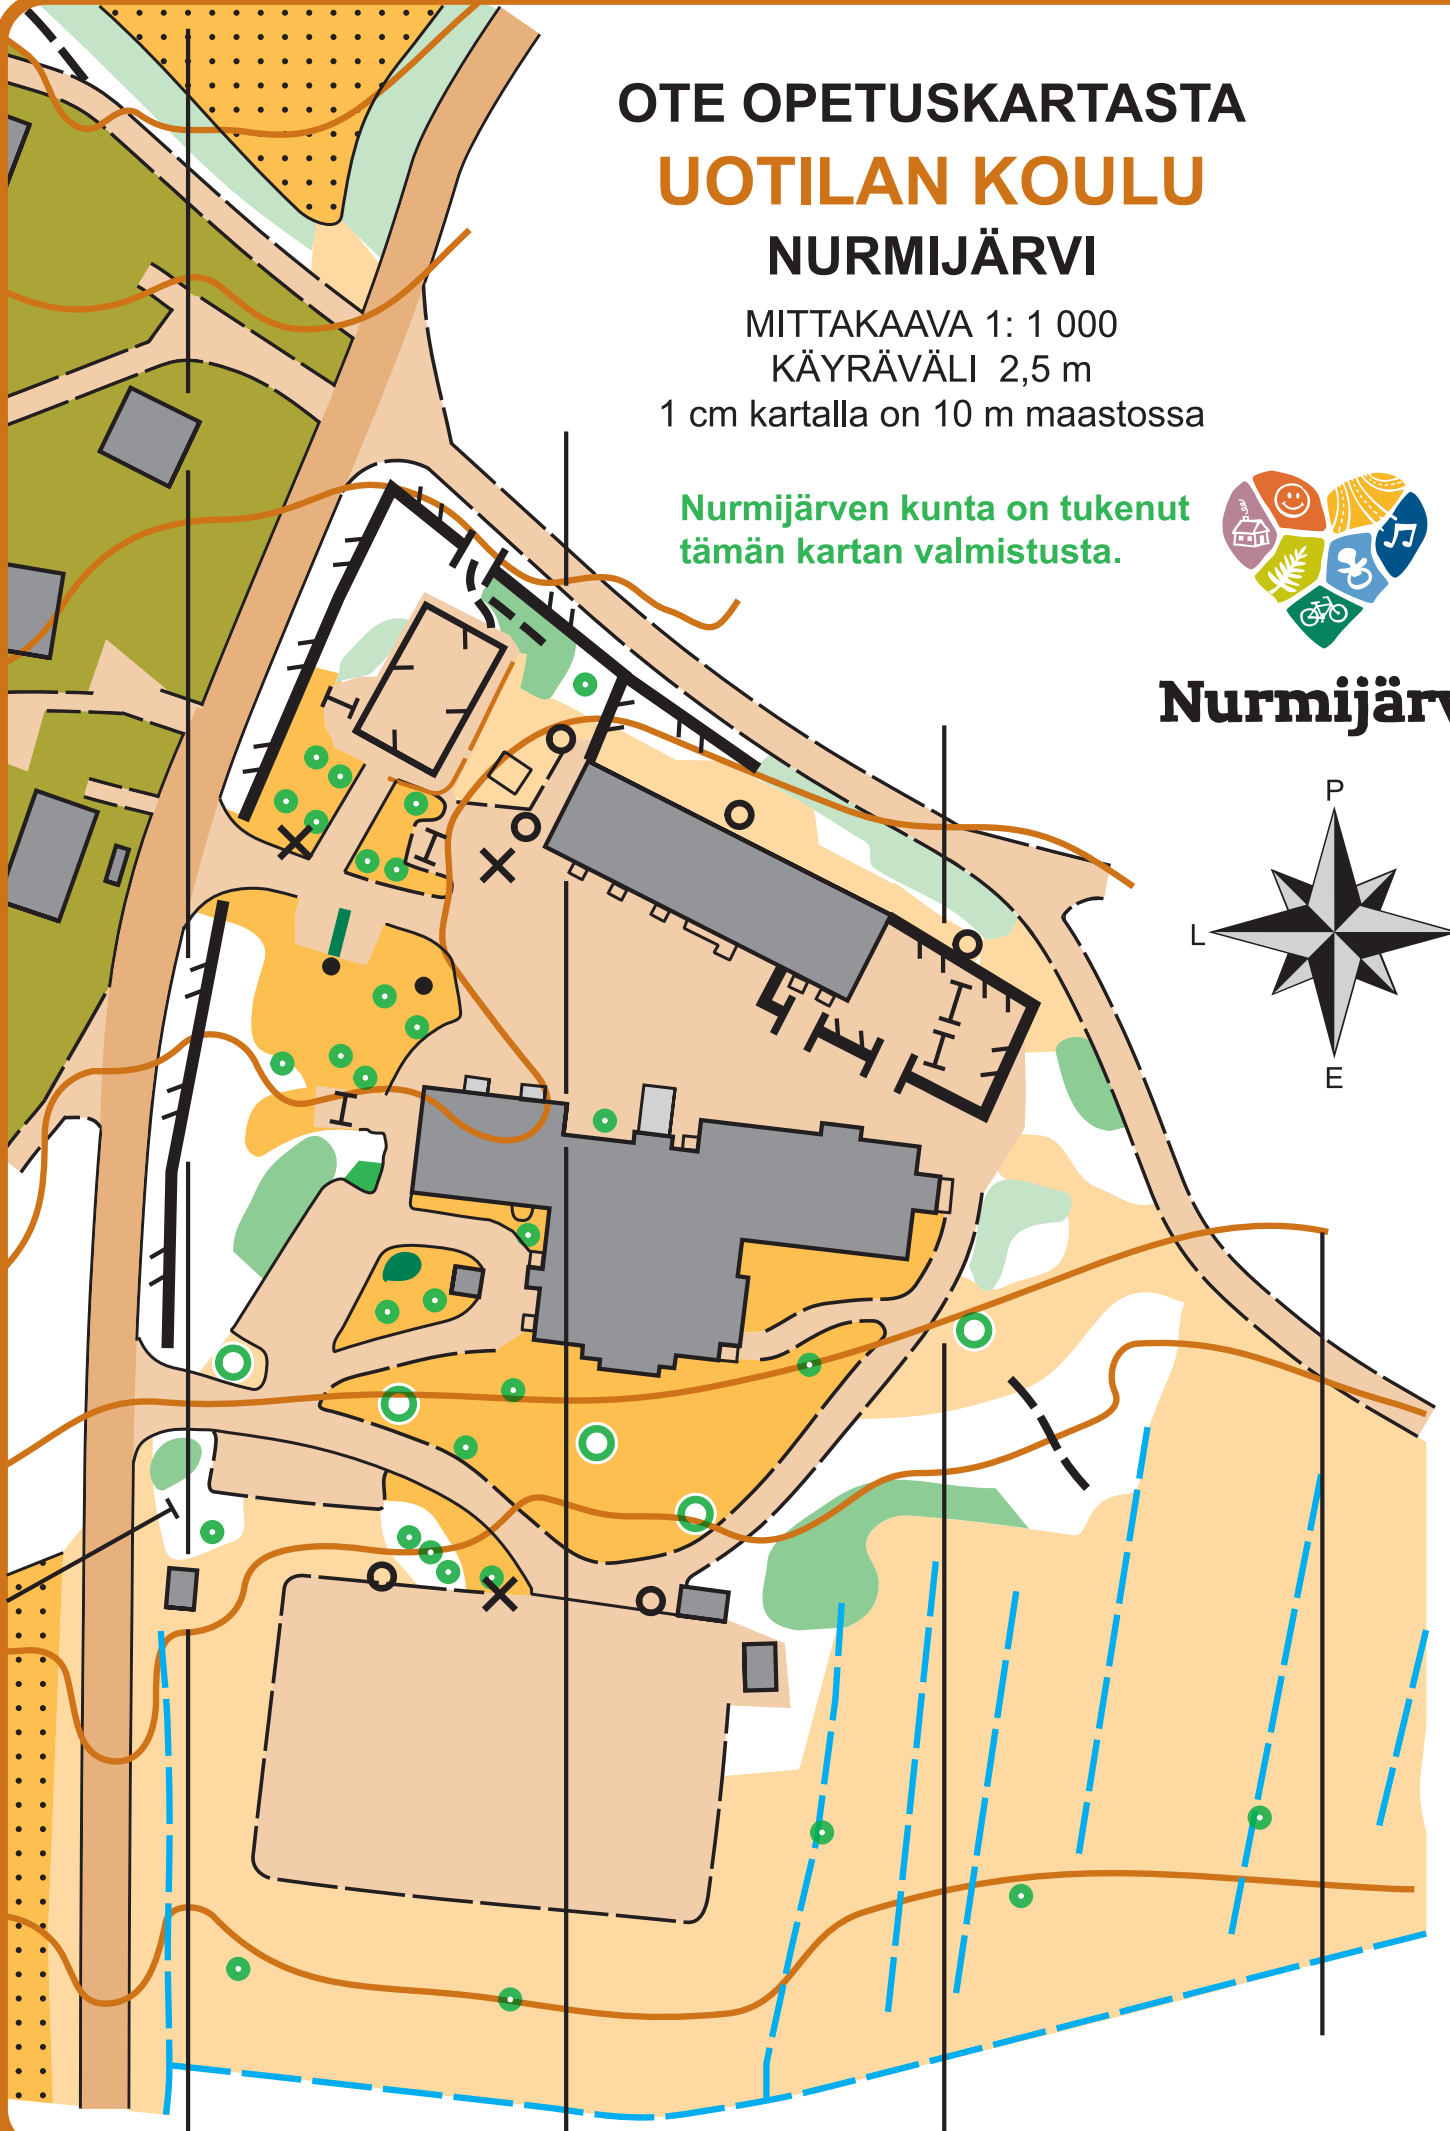 OTE OPETUSKARTASTA
UOTILAN KOULU
NURMIJÄRVI
MITTAKAAVA 1: 1 000
KÄYRÄVÄLI 2,5 m
1 cm kartalla on 10 m maastossa
Nurmijärven kunta on tukenut
tämän kartan valmistusta.
Nurmijärv
P
L
E